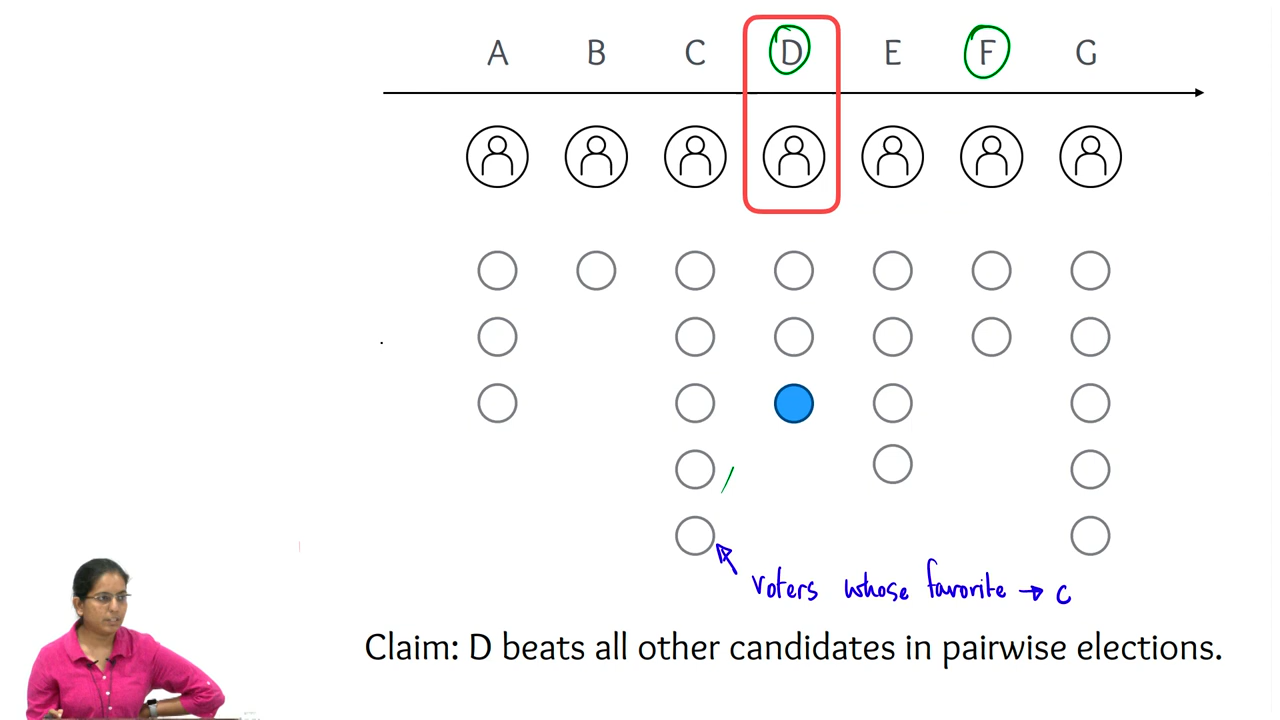 A B C D E F G
voters whose favorite → C
Claim: D beats all other candidates in pairwise elections.